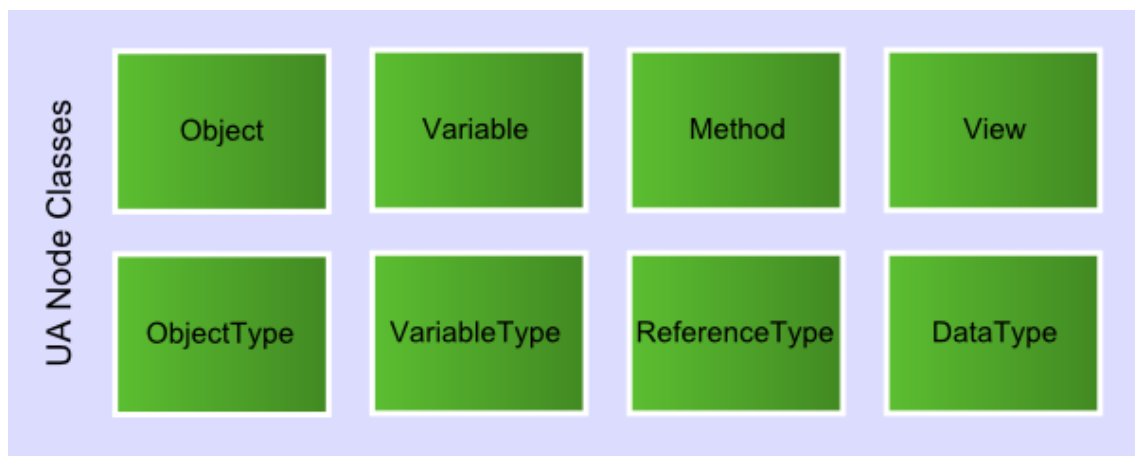 UA Node Classes
Object
Variable
Method
View
ObjectType
VariableType
ReferenceType
DataType